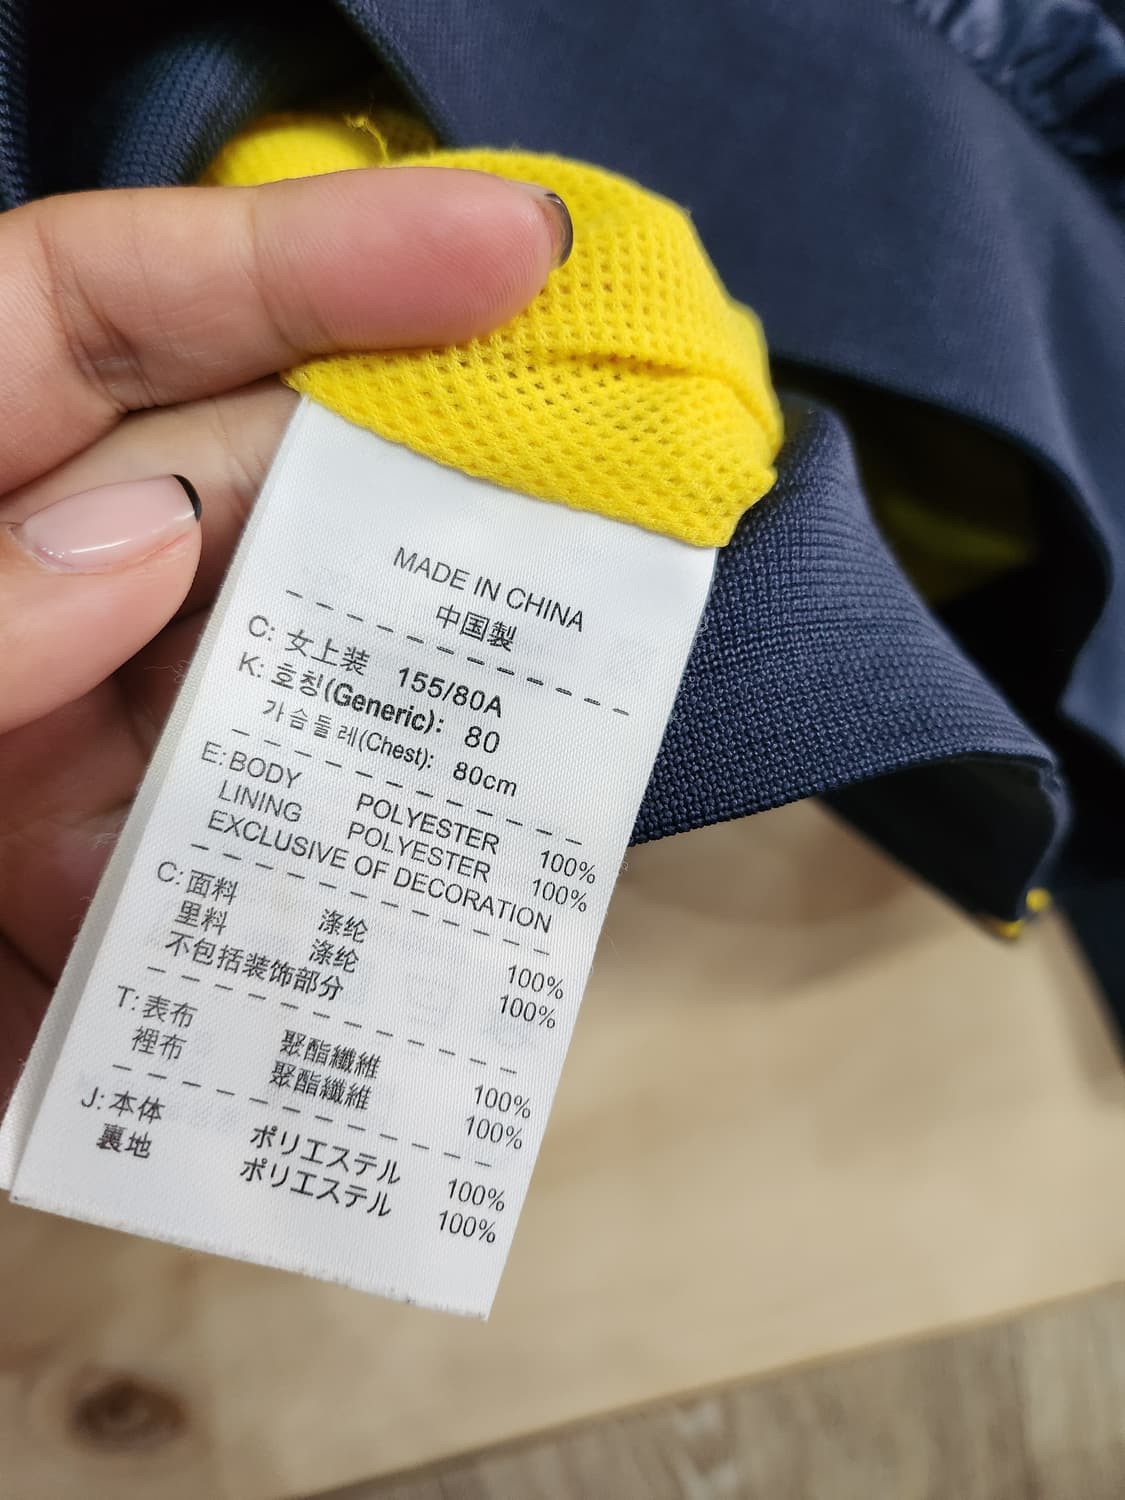 MADE IN CHINA
中国製
C: 女上装 155/80A
K: 호칭(Generic): 80
가슴둘레(Chest): 80cm
E: BODY POLYESTER 100%
LINING POLYESTER 100%
EXCLUSIVE OF DECORATION
C: 面料 涤纶 100%
里料 涤纶 100%
不包括装饰部分
T: 表布 聚酯纖維 100%
裡布 聚酯纖維 100%
J: 本体 ポリエステル 100%
裏地 ポリエステル 100%